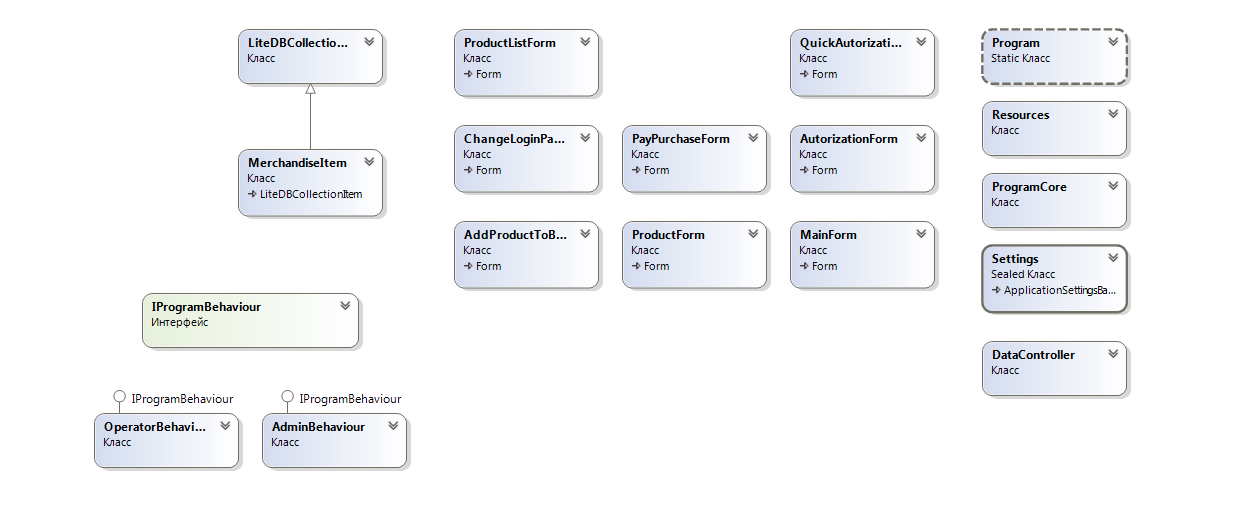 LiteDBCollectio...
Класс
MerchandiseItem
Класс
LiteDBCollectionItem
IProgramBehaviour
Интерфейс
IProgramBehaviour
OperatorBehavi...
Класс
IProgramBehaviour
AdminBehaviour
Класс
ProductListForm
Класс
Form
QuickAutorizati...
Класс
Form
ChangeLoginPa...
Класс
Form
PayPurchaseForm
Класс
Form
AutorizationForm
Класс
Form
AddProductToB...
Класс
Form
ProductForm
Класс
Form
MainForm
Класс
Form
Program
Static Класс
Resources
Класс
ProgramCore
Класс
Settings
Sealed Класс
ApplicationSettingsBa...
DataController
Класс